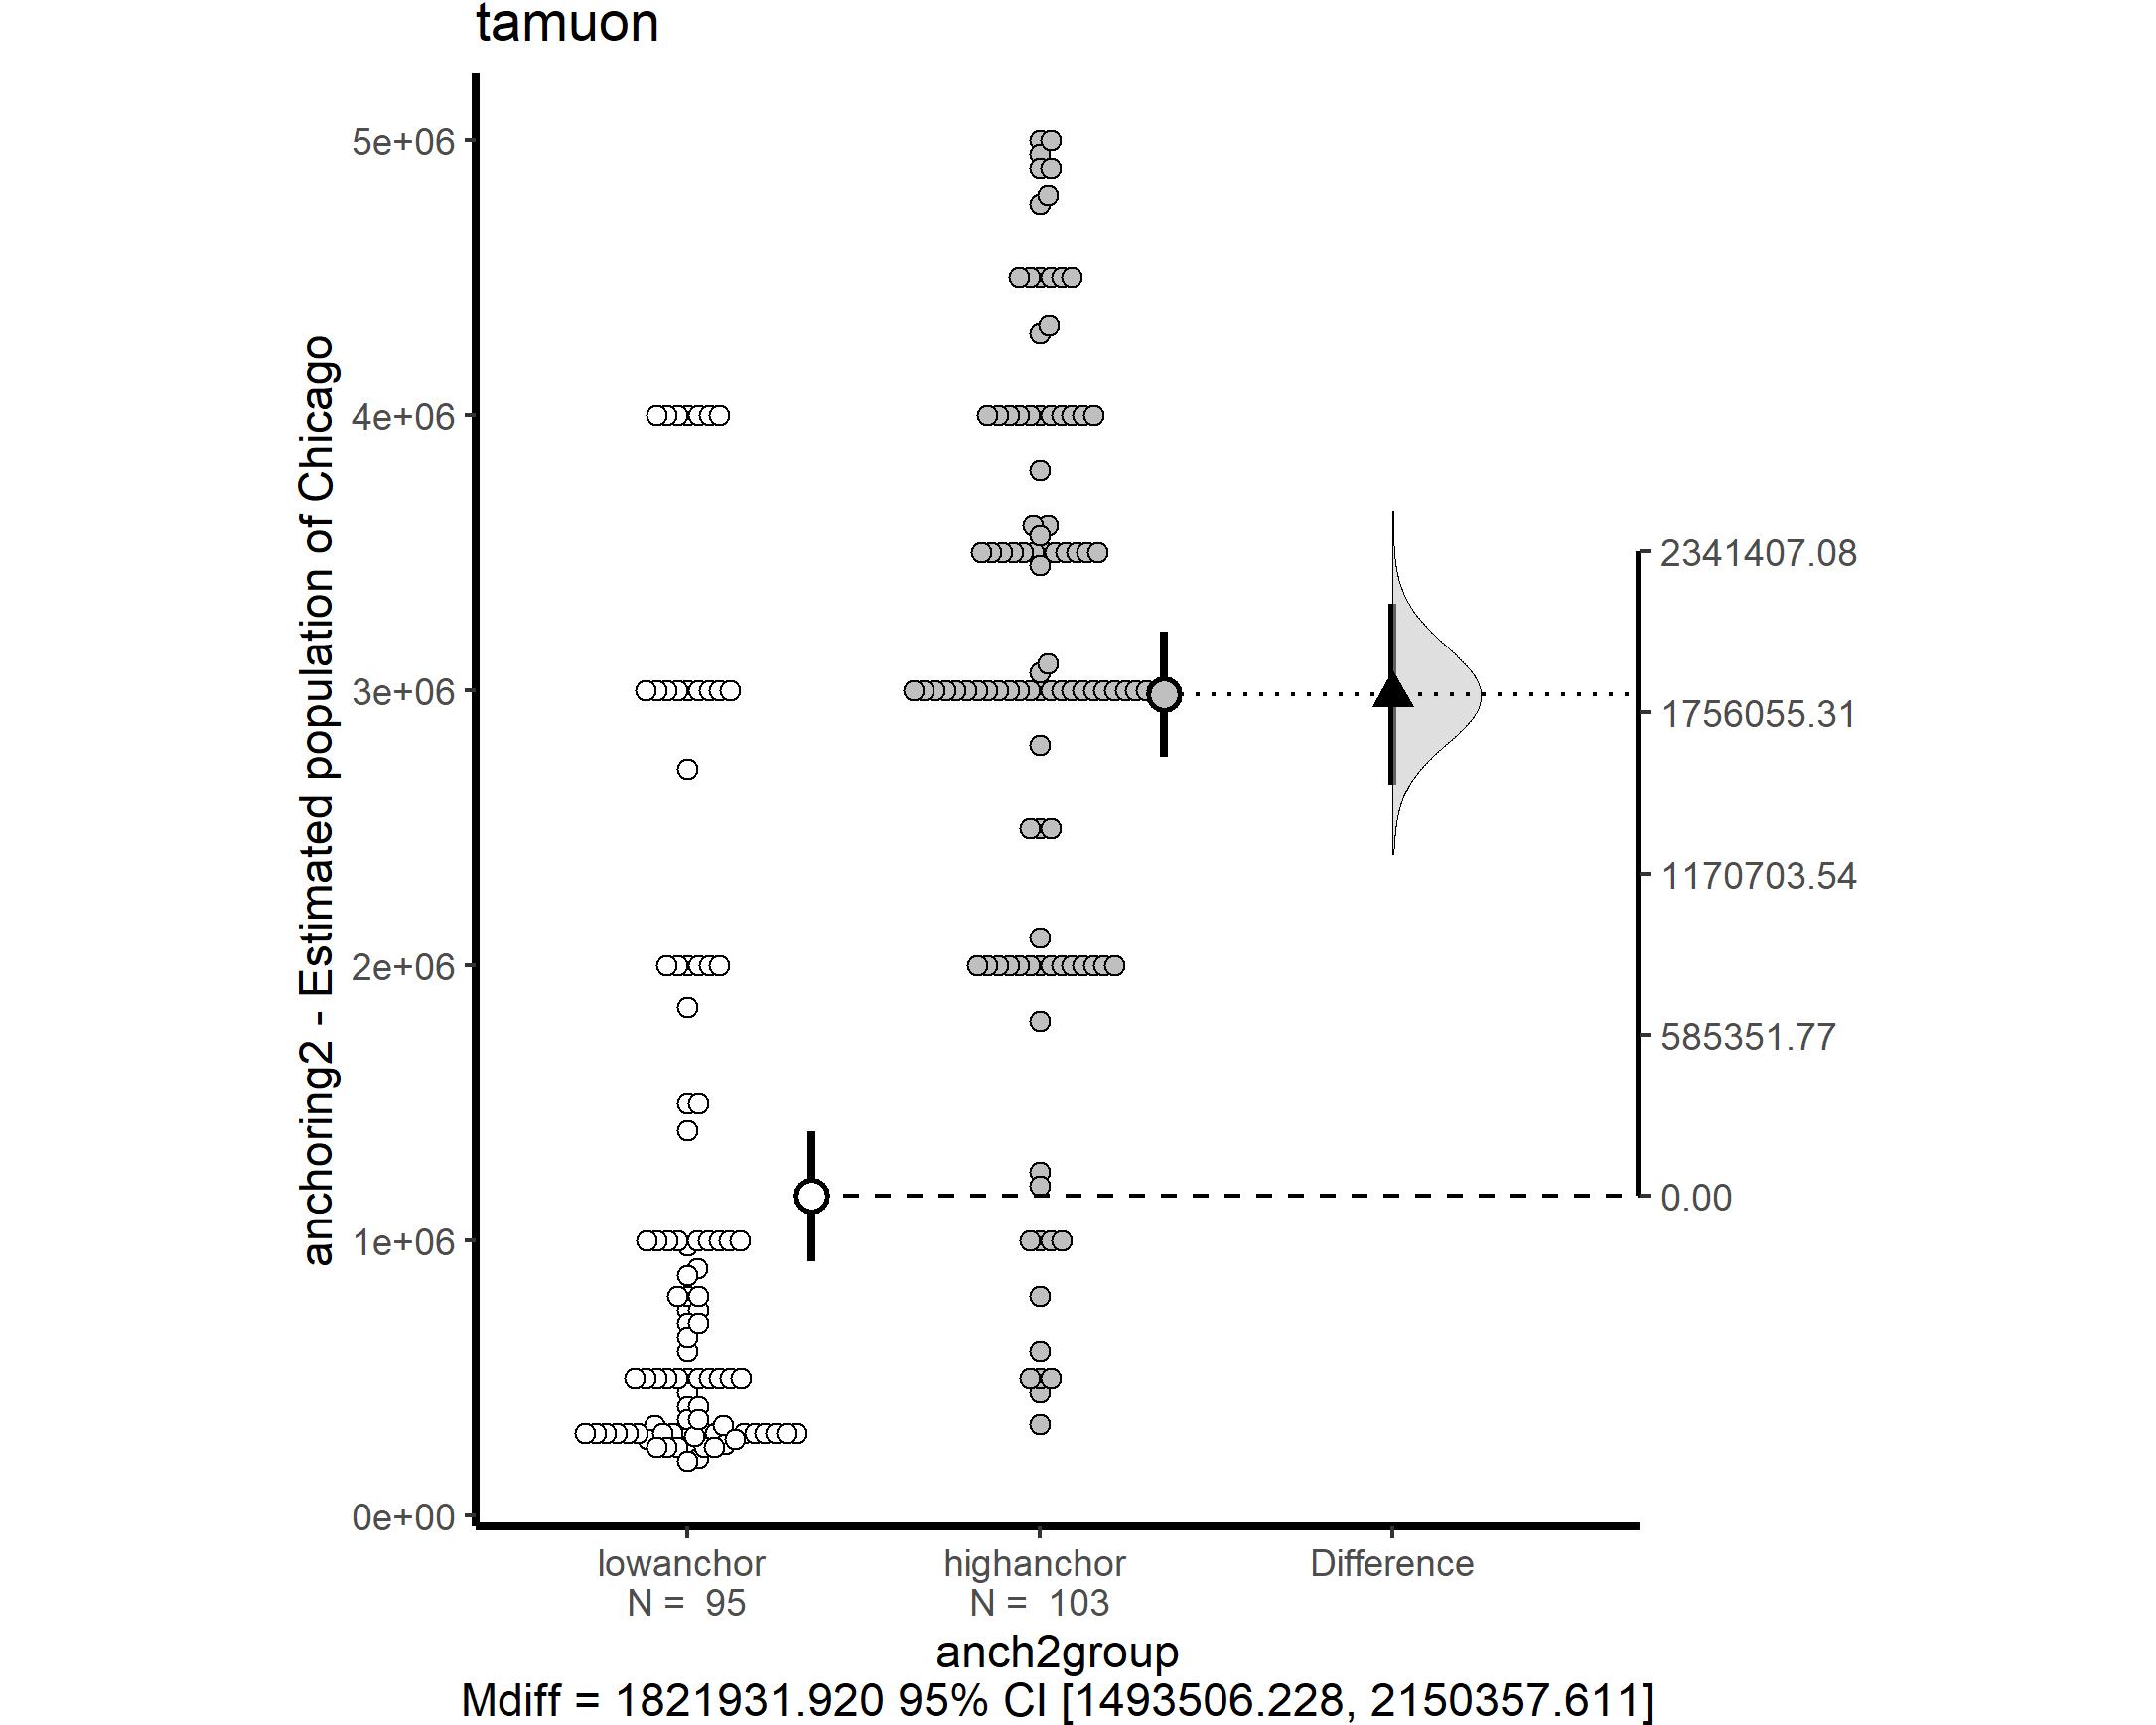 tamuon
anchoring2 - Estimated population of Chicago
5e+06
4e+06
3e+06
2e+06
1e+06
0e+00
2341407.08
1756055.31
1170703.54
585351.77
0.00
lowanchor
N =  95
highanchor
N =  103
Difference
anch2group
Mdiff = 1821931.920 95% CI [1493506.228, 2150357.611]